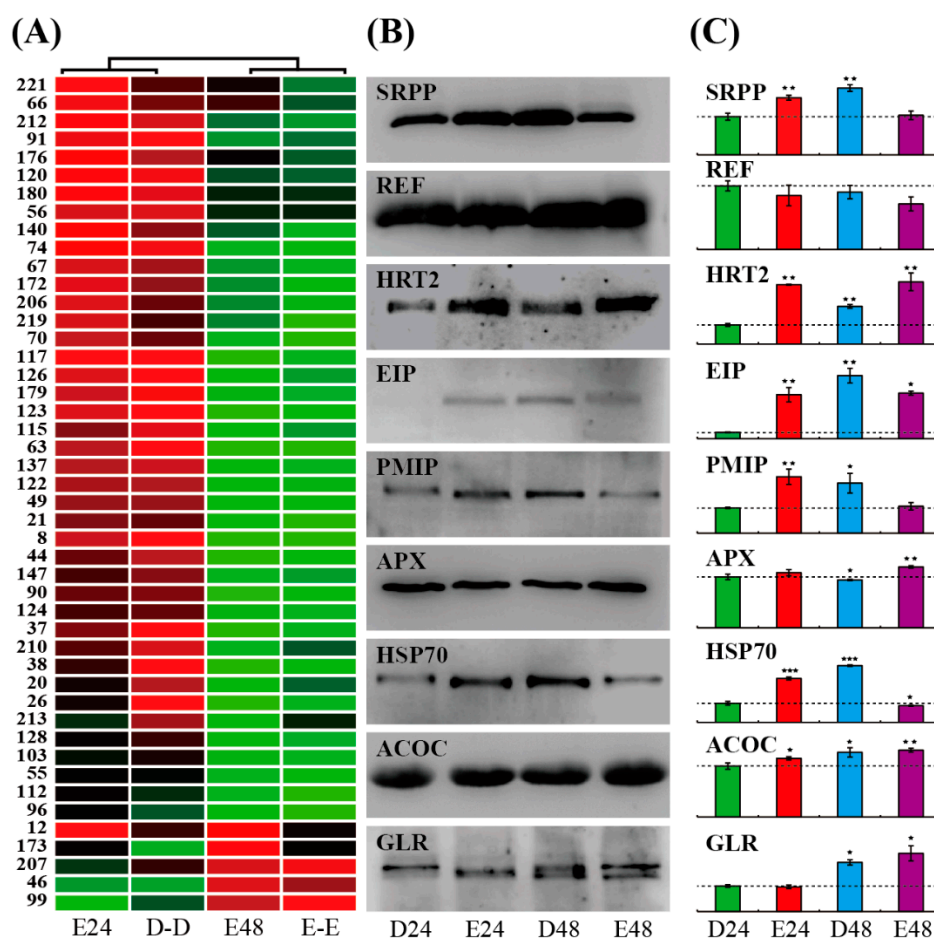 (A)
221
66
212
91
176
120
180
56
140
74
67
172
206
219
70
117
126
179
123
115
63
137
122
49
21
8
44
147
90
124
37
210
38
20
26
213
128
103
55
112
96
12
173
207
46
99
E24 D-D E48 E-E
(B)
SRPP
REF
HRT2
EIP
PMIP
APX
HSP70
ACOC
GLR
D24 E24 D48 E48
(C)
SRPP
★★ ★★
REF
HRT2
★★ ★★ ★★
EIP
★★ ★★ ★
PMIP
★★ ★
APX
★ ★★
HSP70
★★★ ★★★ ★
ACOC
★ ★ ★★
GLR
★ ★
D24 E24 D48 E48